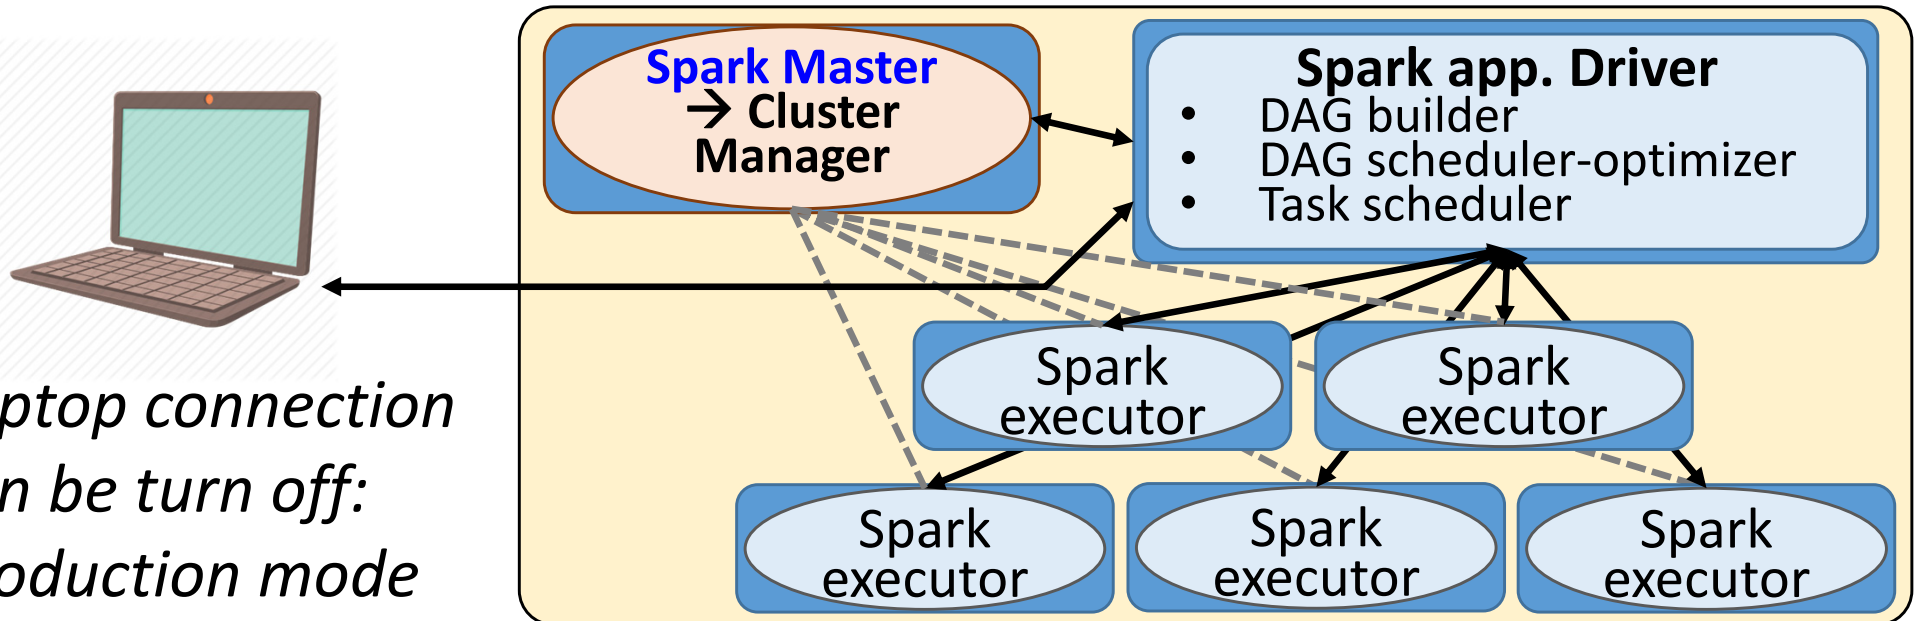 Spark Master
→ Cluster
Manager
Spark app. Driver
• DAG builder
• DAG scheduler-optimizer
• Task scheduler
Spark
executor
Spark
executor
ptop connection
n be turn off:
oduction mode
Spark
executor
Spark
executor
Spark
executor